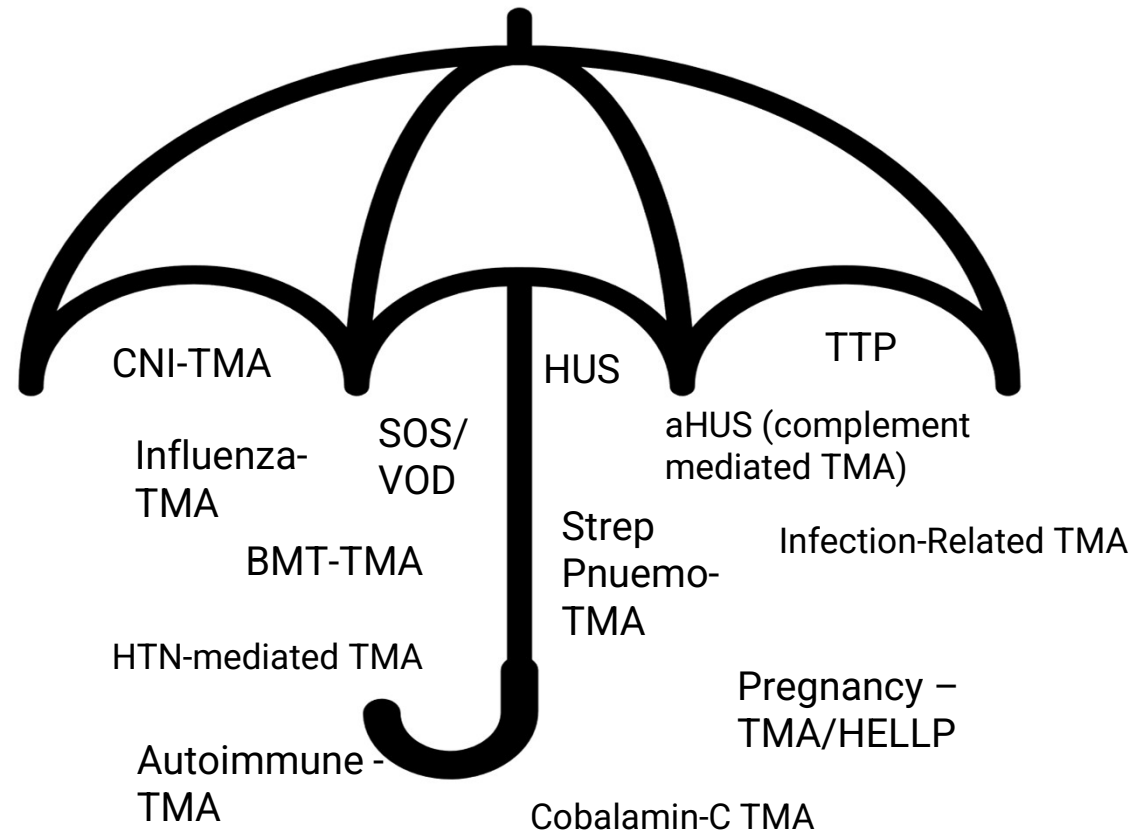 CNI-TMA
HUS
TTP
Influenza-
TMA
SOS/
VOD
aHUS (complement
mediated TMA)
BMT-TMA
Strep
Pnuemo-
TMA
Infection-Related TMA
HTN-mediated TMA
Pregnancy –
TMA/HELLP
Autoimmune -
TMA
Cobalamin-C TMA